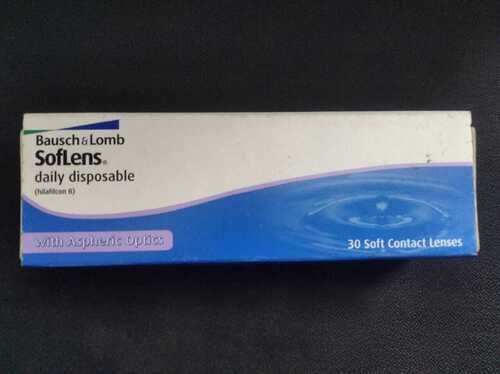 Bausch & Lomb
SofLens®
daily disposable
(hilafilcon B)
With Aspheric Optics
30 Soft Contact Lenses